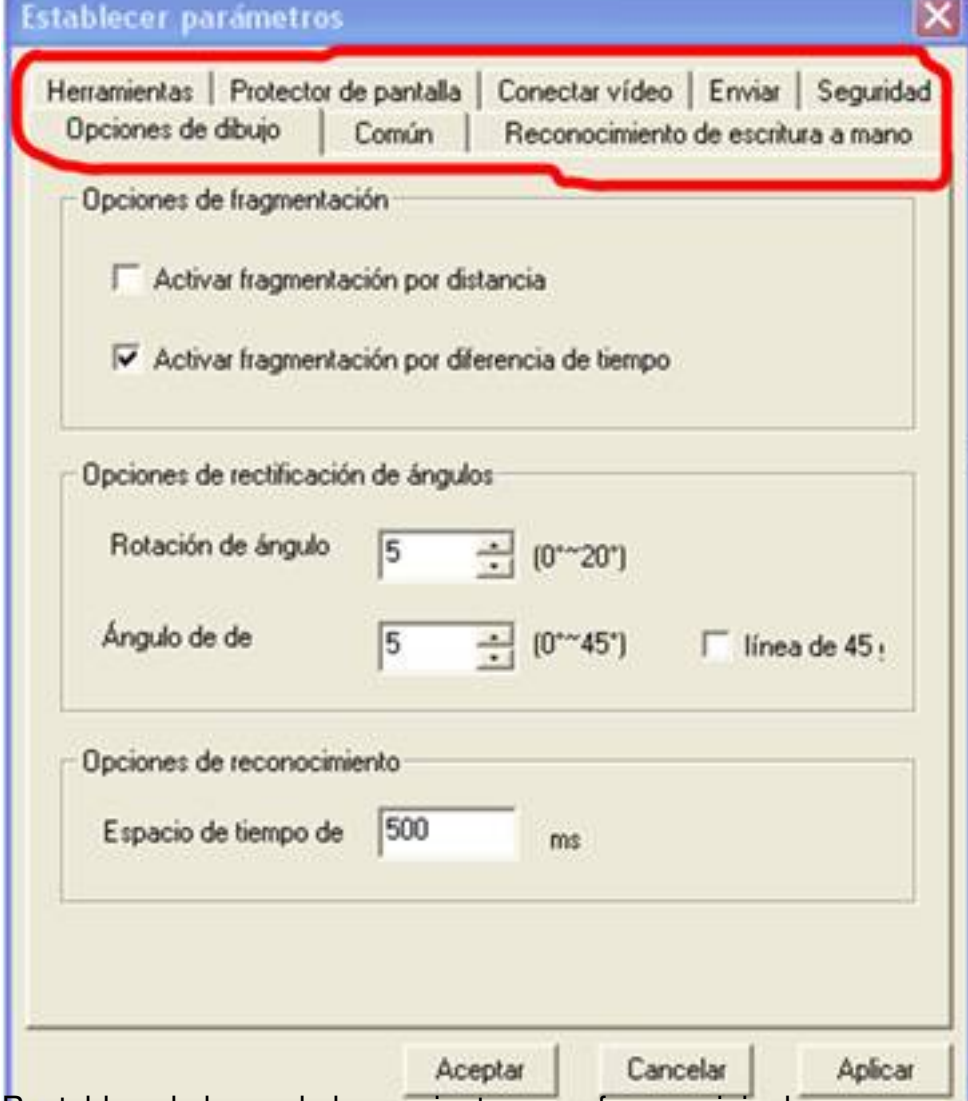 Establecer parámetros
Herramientas | Protector de pantalla | Conectar vídeo | Enviar | Seguridad
Opciones de dibujo | Común | Reconocimiento de escritura a mano
Opciones de fragmentación
Activar fragmentación por distancia
Activar fragmentación por diferencia de tiempo
Opciones de rectificación de ángulos
Rotación de ángulo 5 (0°~20°)
Ángulo de de 5 (0°~45°) línea de 45
Opciones de reconocimiento
Espacio de tiempo de 500 ms
Aceptar Cancelar Aplicar